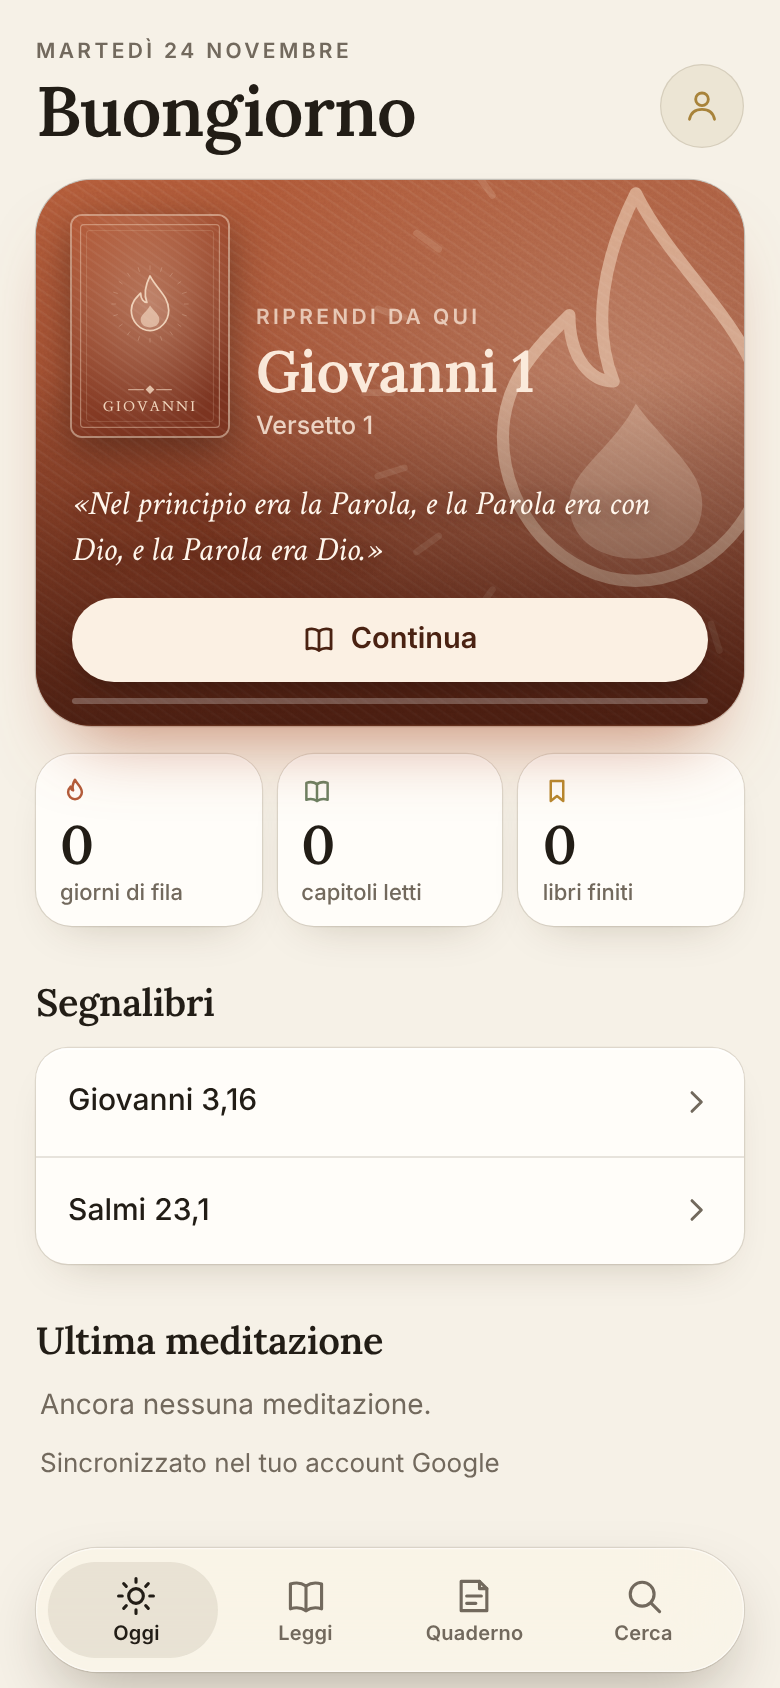 MARTEDÌ 24 NOVEMBRE
Buongiorno
GIOVANNI
RIPRENDI DA QUI
Giovanni 1
Versetto 1
«Nel principio era la Parola, e la Parola era con
Dio, e la Parola era Dio.»
Continua
0
giorni di fila
0
capitoli letti
0
libri finiti
Segnalibri
Giovanni 3,16
Salmi 23,1
Ultima meditazione
Ancora nessuna meditazione.
Sincronizzato nel tuo account Google
Oggi
Leggi
Quaderno
Cerca